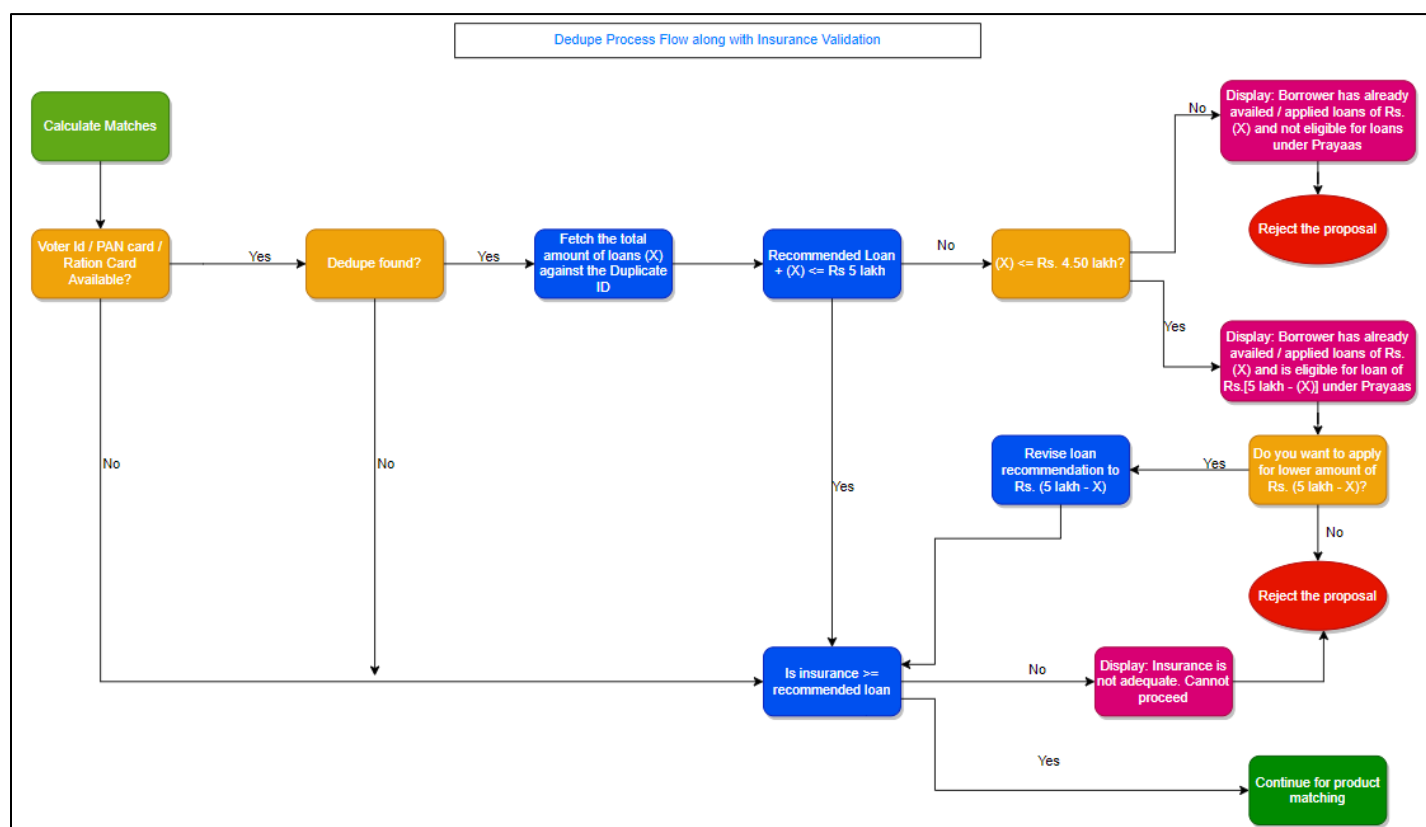 Dedupe Process Flow along with Insurance Validation
Calculate Matches
Display: Borrower has already
availed / applied loans of Rs.
(X) and not eligible for loans
under Prayaas
No
Reject the proposal
Voter Id / PAN card /
Ration Card
Available?
Yes
Dedupe found?
Yes
Fetch the total
amount of loans (X)
against the Duplicate
ID
Recommended Loan
+ (X) <= Rs 5 lakh
No
(X) <= Rs. 4.50 lakh?
Yes
Display: Borrower has already
availed / applied loans of Rs.
(X) and is eligible for loan of
Rs.[5 lakh - (X)] under Prayaas
No
No
Yes
Revise loan
recommendation to
Rs. (5 lakh - X)
Yes
Do you want to apply
for lower amount of
Rs. (5 lakh - X)?
No
Reject the proposal
Is insurance >=
recommended loan
No
Display: Insurance is
not adequate. Cannot
proceed
Yes
Continue for product
matching